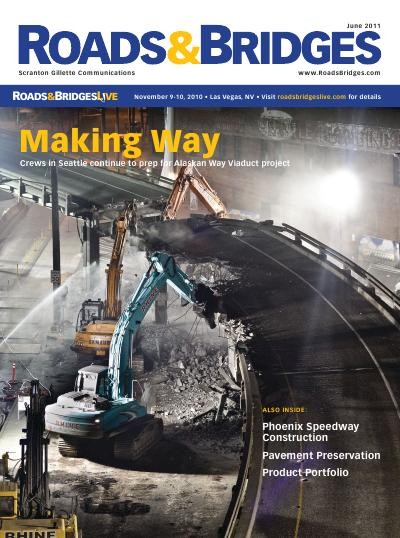 June 2011
ROADS&BRIDGES
Scranton Gillette Communications
www.RoadsBridges.com
ROADS&BRIDGESLIVE
November 9-10, 2010 • Las Vegas, NV • Visit roadsbridgeslive.com for details
Making Way
Crews in Seattle continue to prep for Alaskan Way Viaduct project
ALSO INSIDE:
Phoenix Speedway
Construction
Pavement Preservation
Product Portfolio
RHINE